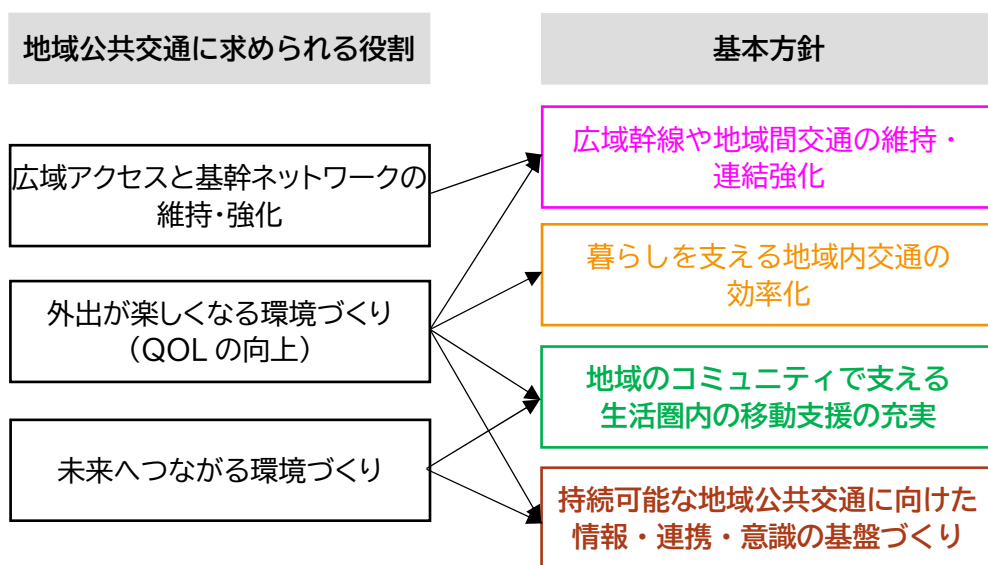 地域公共交通に求められる役割
基本方針
広域アクセスと基幹ネットワークの
維持・強化
外出が楽しくなる環境づくり
（QOL の向上）
未来へつながる環境づくり
広域幹線や地域間交通の維持・
連結強化
暮らしを支える地域内交通の
効率化
地域のコミュニティで支える
生活圏内の移動支援の充実
持続可能な地域公共交通に向けた
情報・連携・意識の基盤づくり